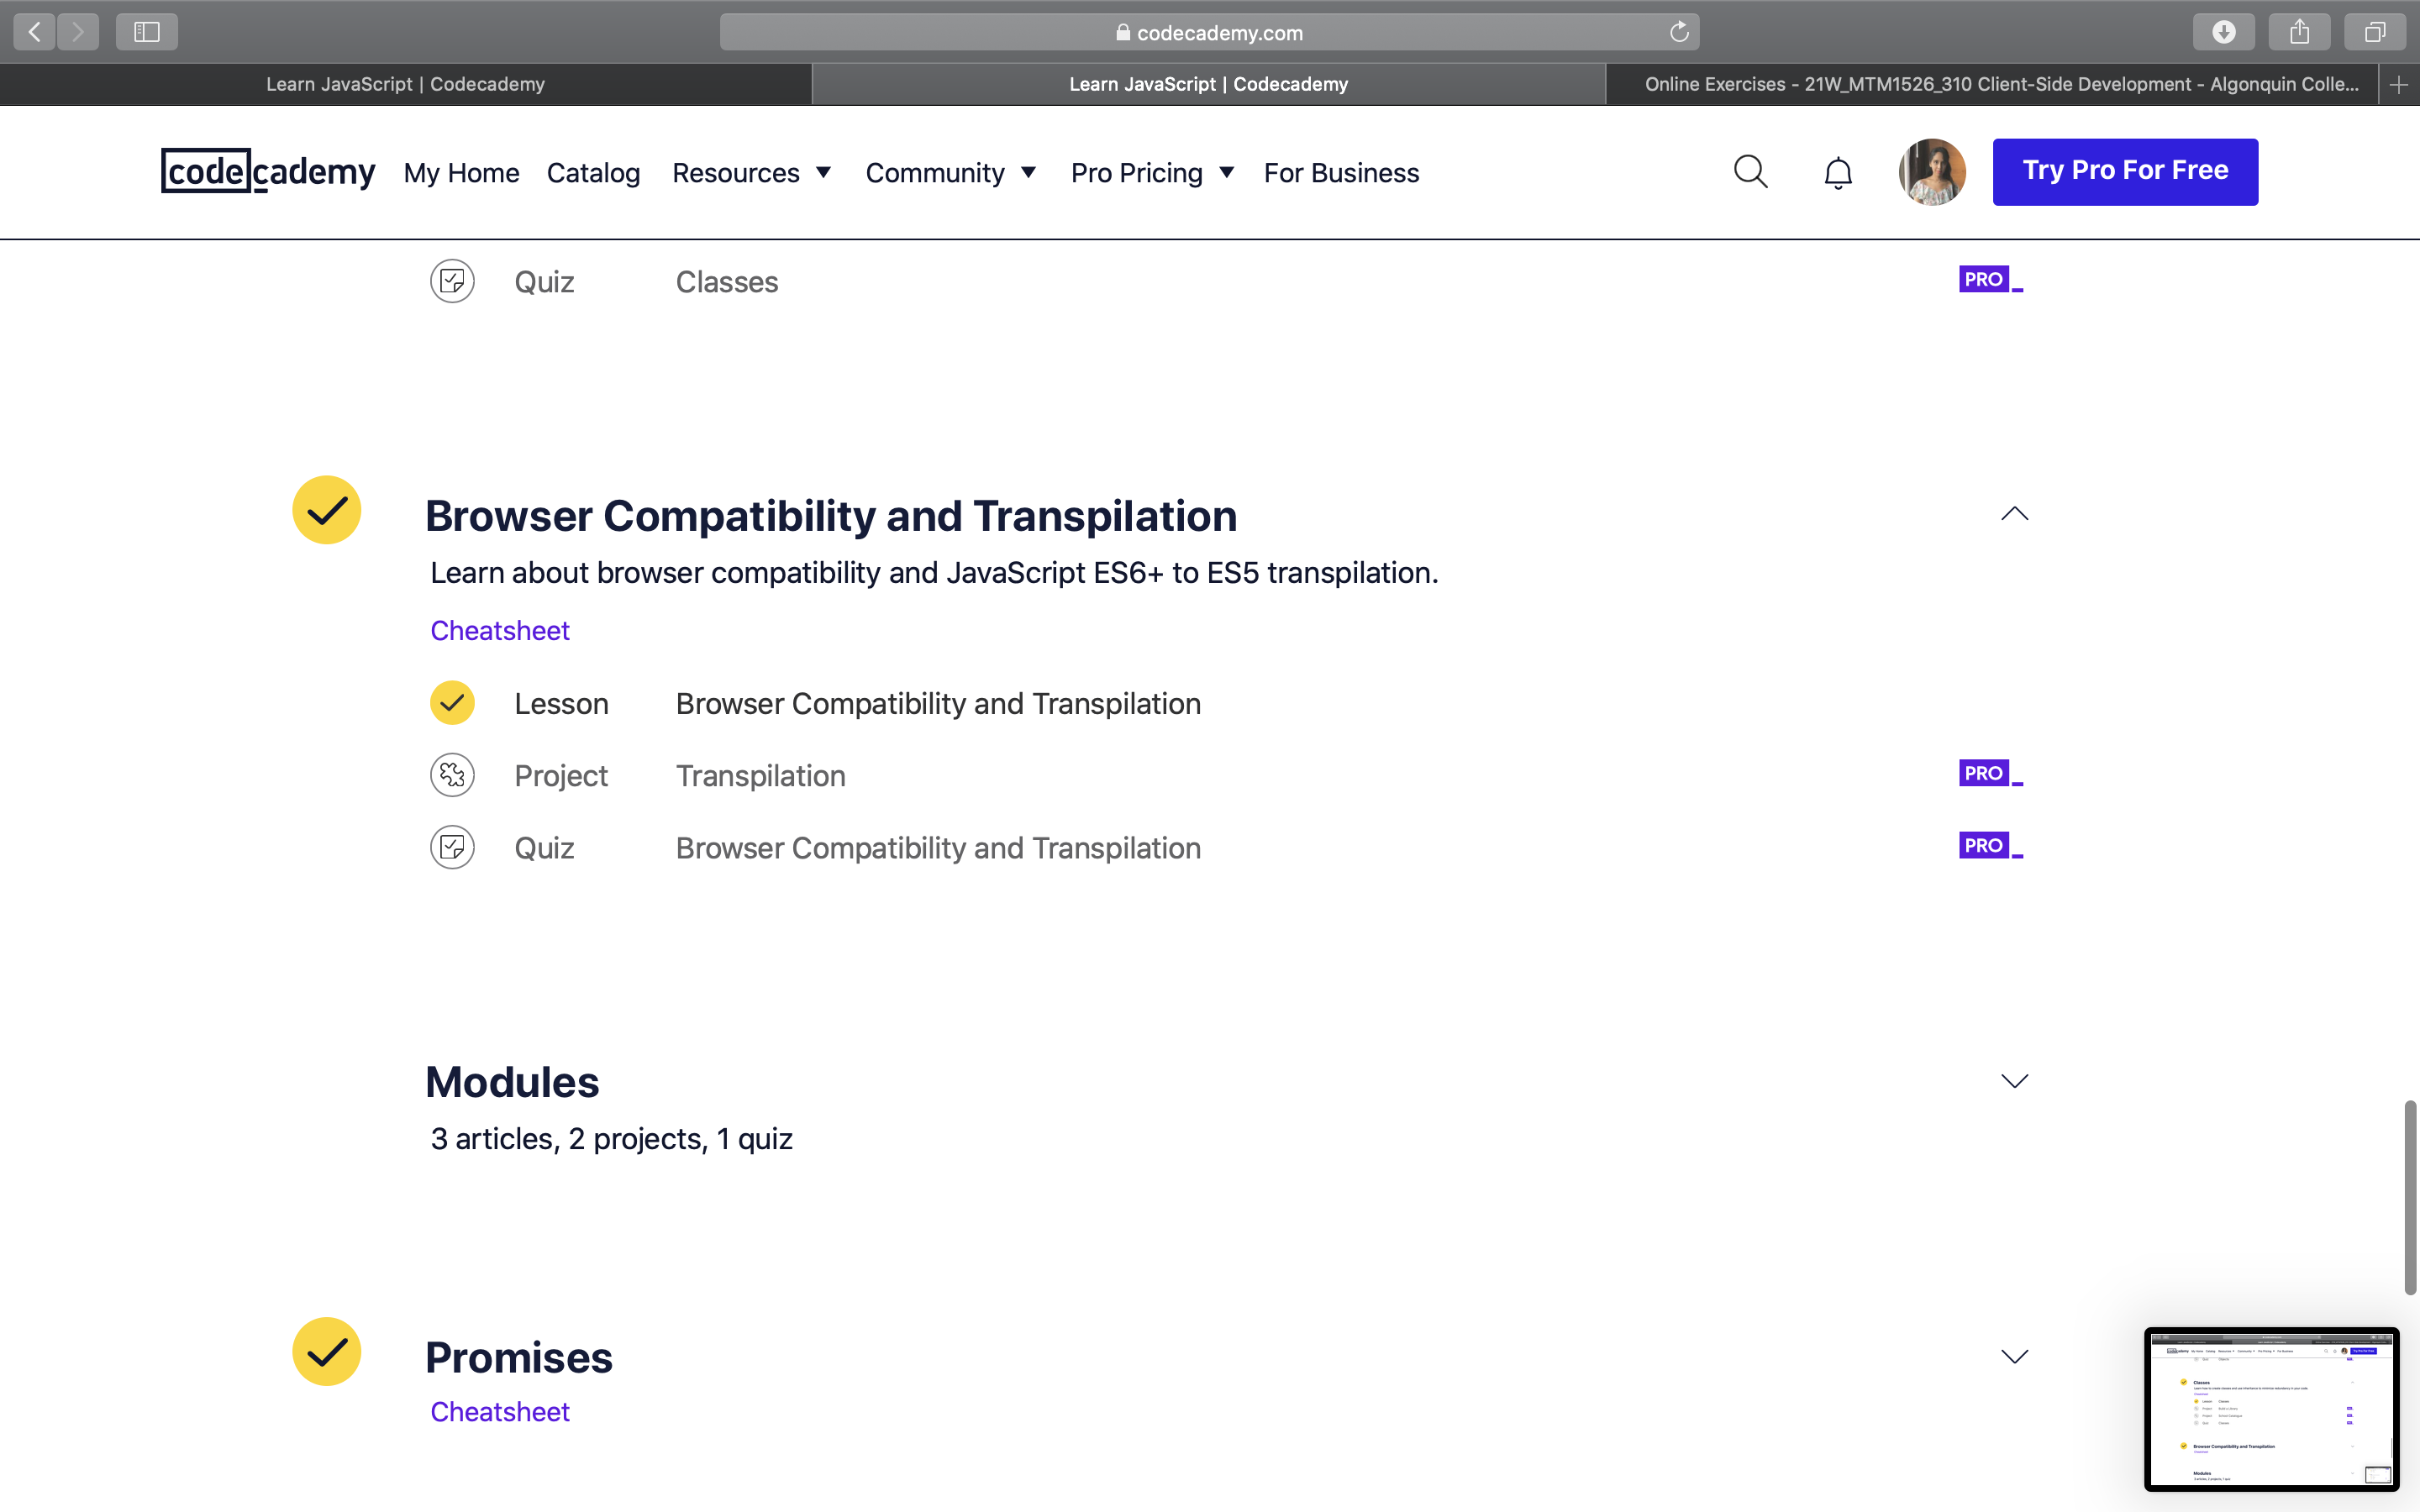 codecademy.com
Learn JavaScript | Codecademy
Learn JavaScript | Codecademy
Online Exercises - 21W_MTM1526_310 Client-Side Development - Algonquin Colle...
codecademy My Home Catalog Resources Community Pro Pricing For Business Try Pro For Free
Quiz Classes PRO
Browser Compatibility and Transpilation
Learn about browser compatibility and JavaScript ES6+ to ES5 transpilation.
Cheatsheet
Lesson Browser Compatibility and Transpilation
Project Transpilation PRO
Quiz Browser Compatibility and Transpilation PRO
Modules
3 articles, 2 projects, 1 quiz
Promises
Cheatsheet